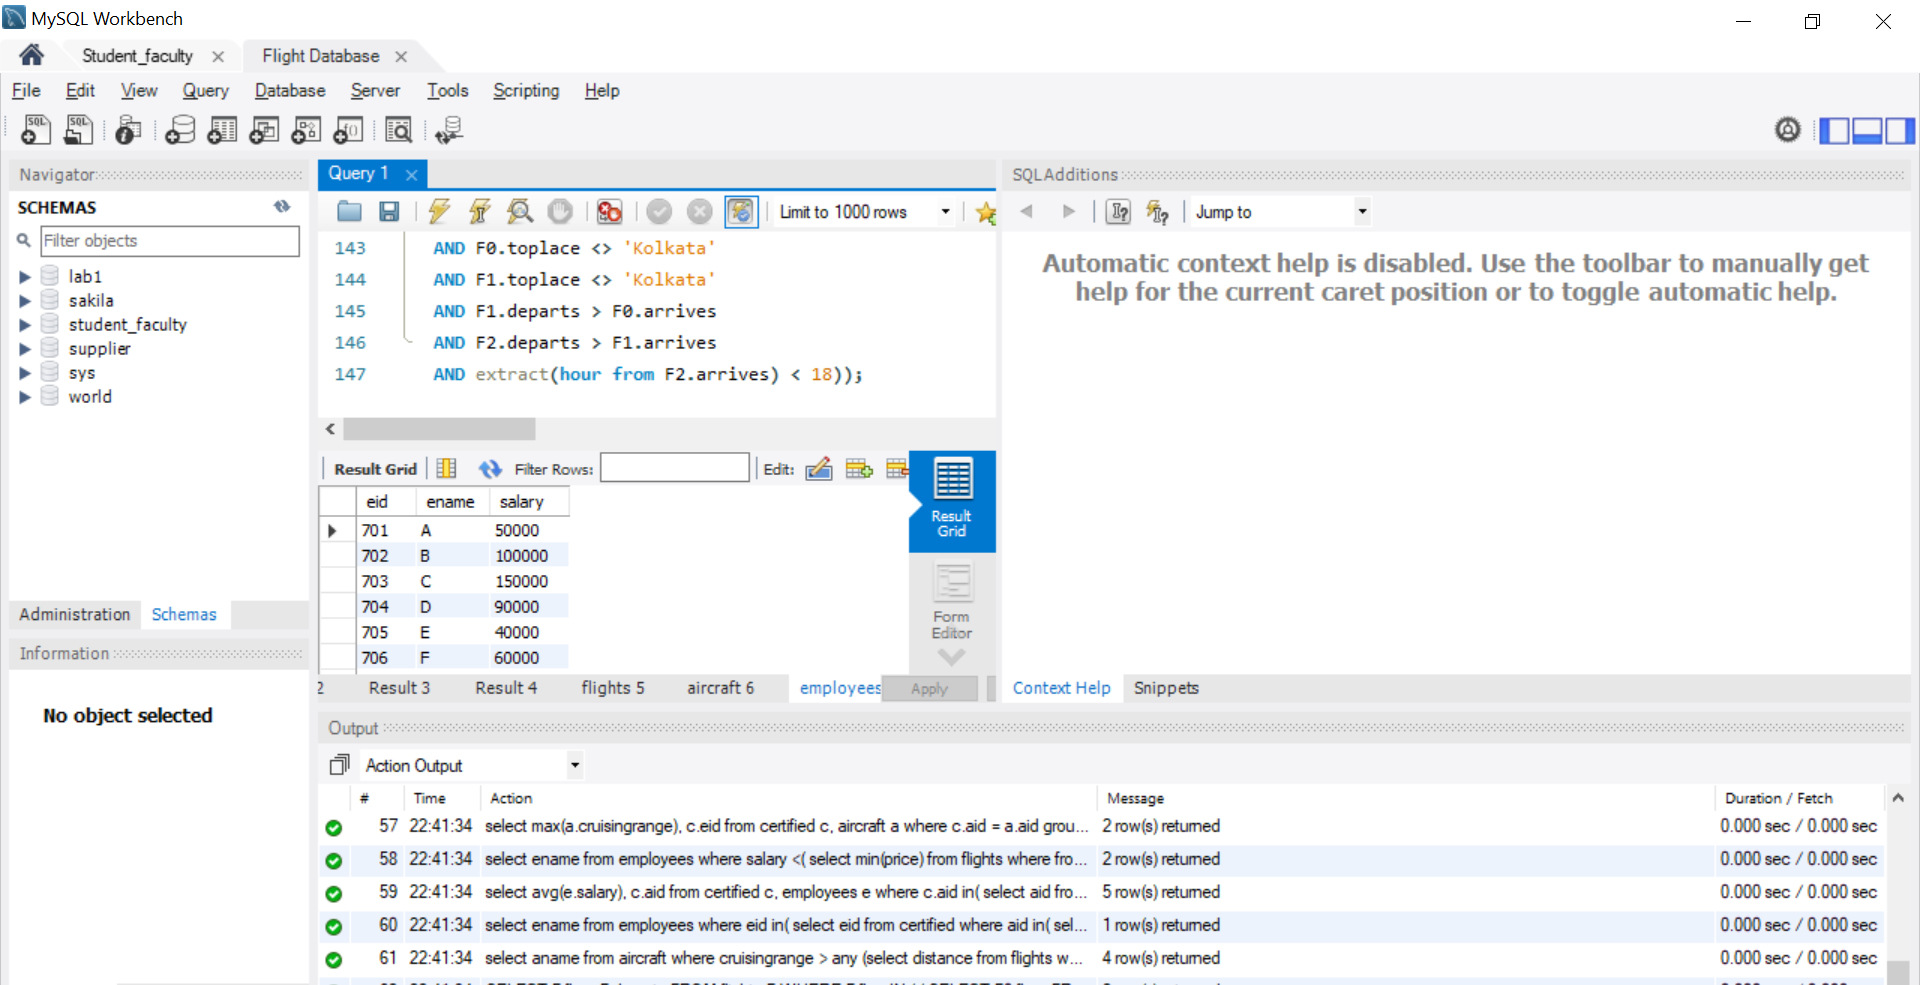 MySQL Workbench
Student_faculty
Flight Database
File Edit View Query Database Server Tools Scripting Help
Navigator
SCHEMAS
Filter objects
lab1
sakila
student_faculty
supplier
sys
world
Administration Schemas
Information
No object selected
Query 1
Limit to 1000 rows
143 AND F0.toplace <> 'Kolkata'
144 AND F1.toplace <> 'Kolkata'
145 AND F1.departs > F0.arrives
146 AND F2.departs > F1.arrives
147 AND extract(hour from F2.arrives) < 18));
Result Grid Filter Rows: Edit:
eid ename salary
701 A 50000
702 B 100000
703 C 150000
704 D 90000
705 E 40000
706 F 60000
Result
Grid
Form
Editor
2 Result 3 Result 4 flights 5 aircraft 6 employees Apply
SQLAdditions
Jump to
Automatic context help is disabled. Use the toolbar to manually get
help for the current caret position or to toggle automatic help.
Context Help Snippets
Output
Action Output
# Time Action Message Duration / Fetch
57 22:41:34 select max(a.cruisingrange), c.eid from certified c, aircraft a where c.aid = a.aid grou... 2 row(s) returned 0.000 sec / 0.000 sec
58 22:41:34 select ename from employees where salary <( select min(price) from flights where fro... 2 row(s) returned 0.000 sec / 0.000 sec
59 22:41:34 select avg(e.salary), c.aid from certified c, employees e where c.aid in( select aid fro... 5 row(s) returned 0.000 sec / 0.000 sec
60 22:41:34 select ename from employees where eid in( select eid from certified where aid in( sel... 1 row(s) returned 0.000 sec / 0.000 sec
61 22:41:34 select aname from aircraft where cruisingrange > any (select distance from flights w... 4 row(s) returned 0.000 sec / 0.000 sec